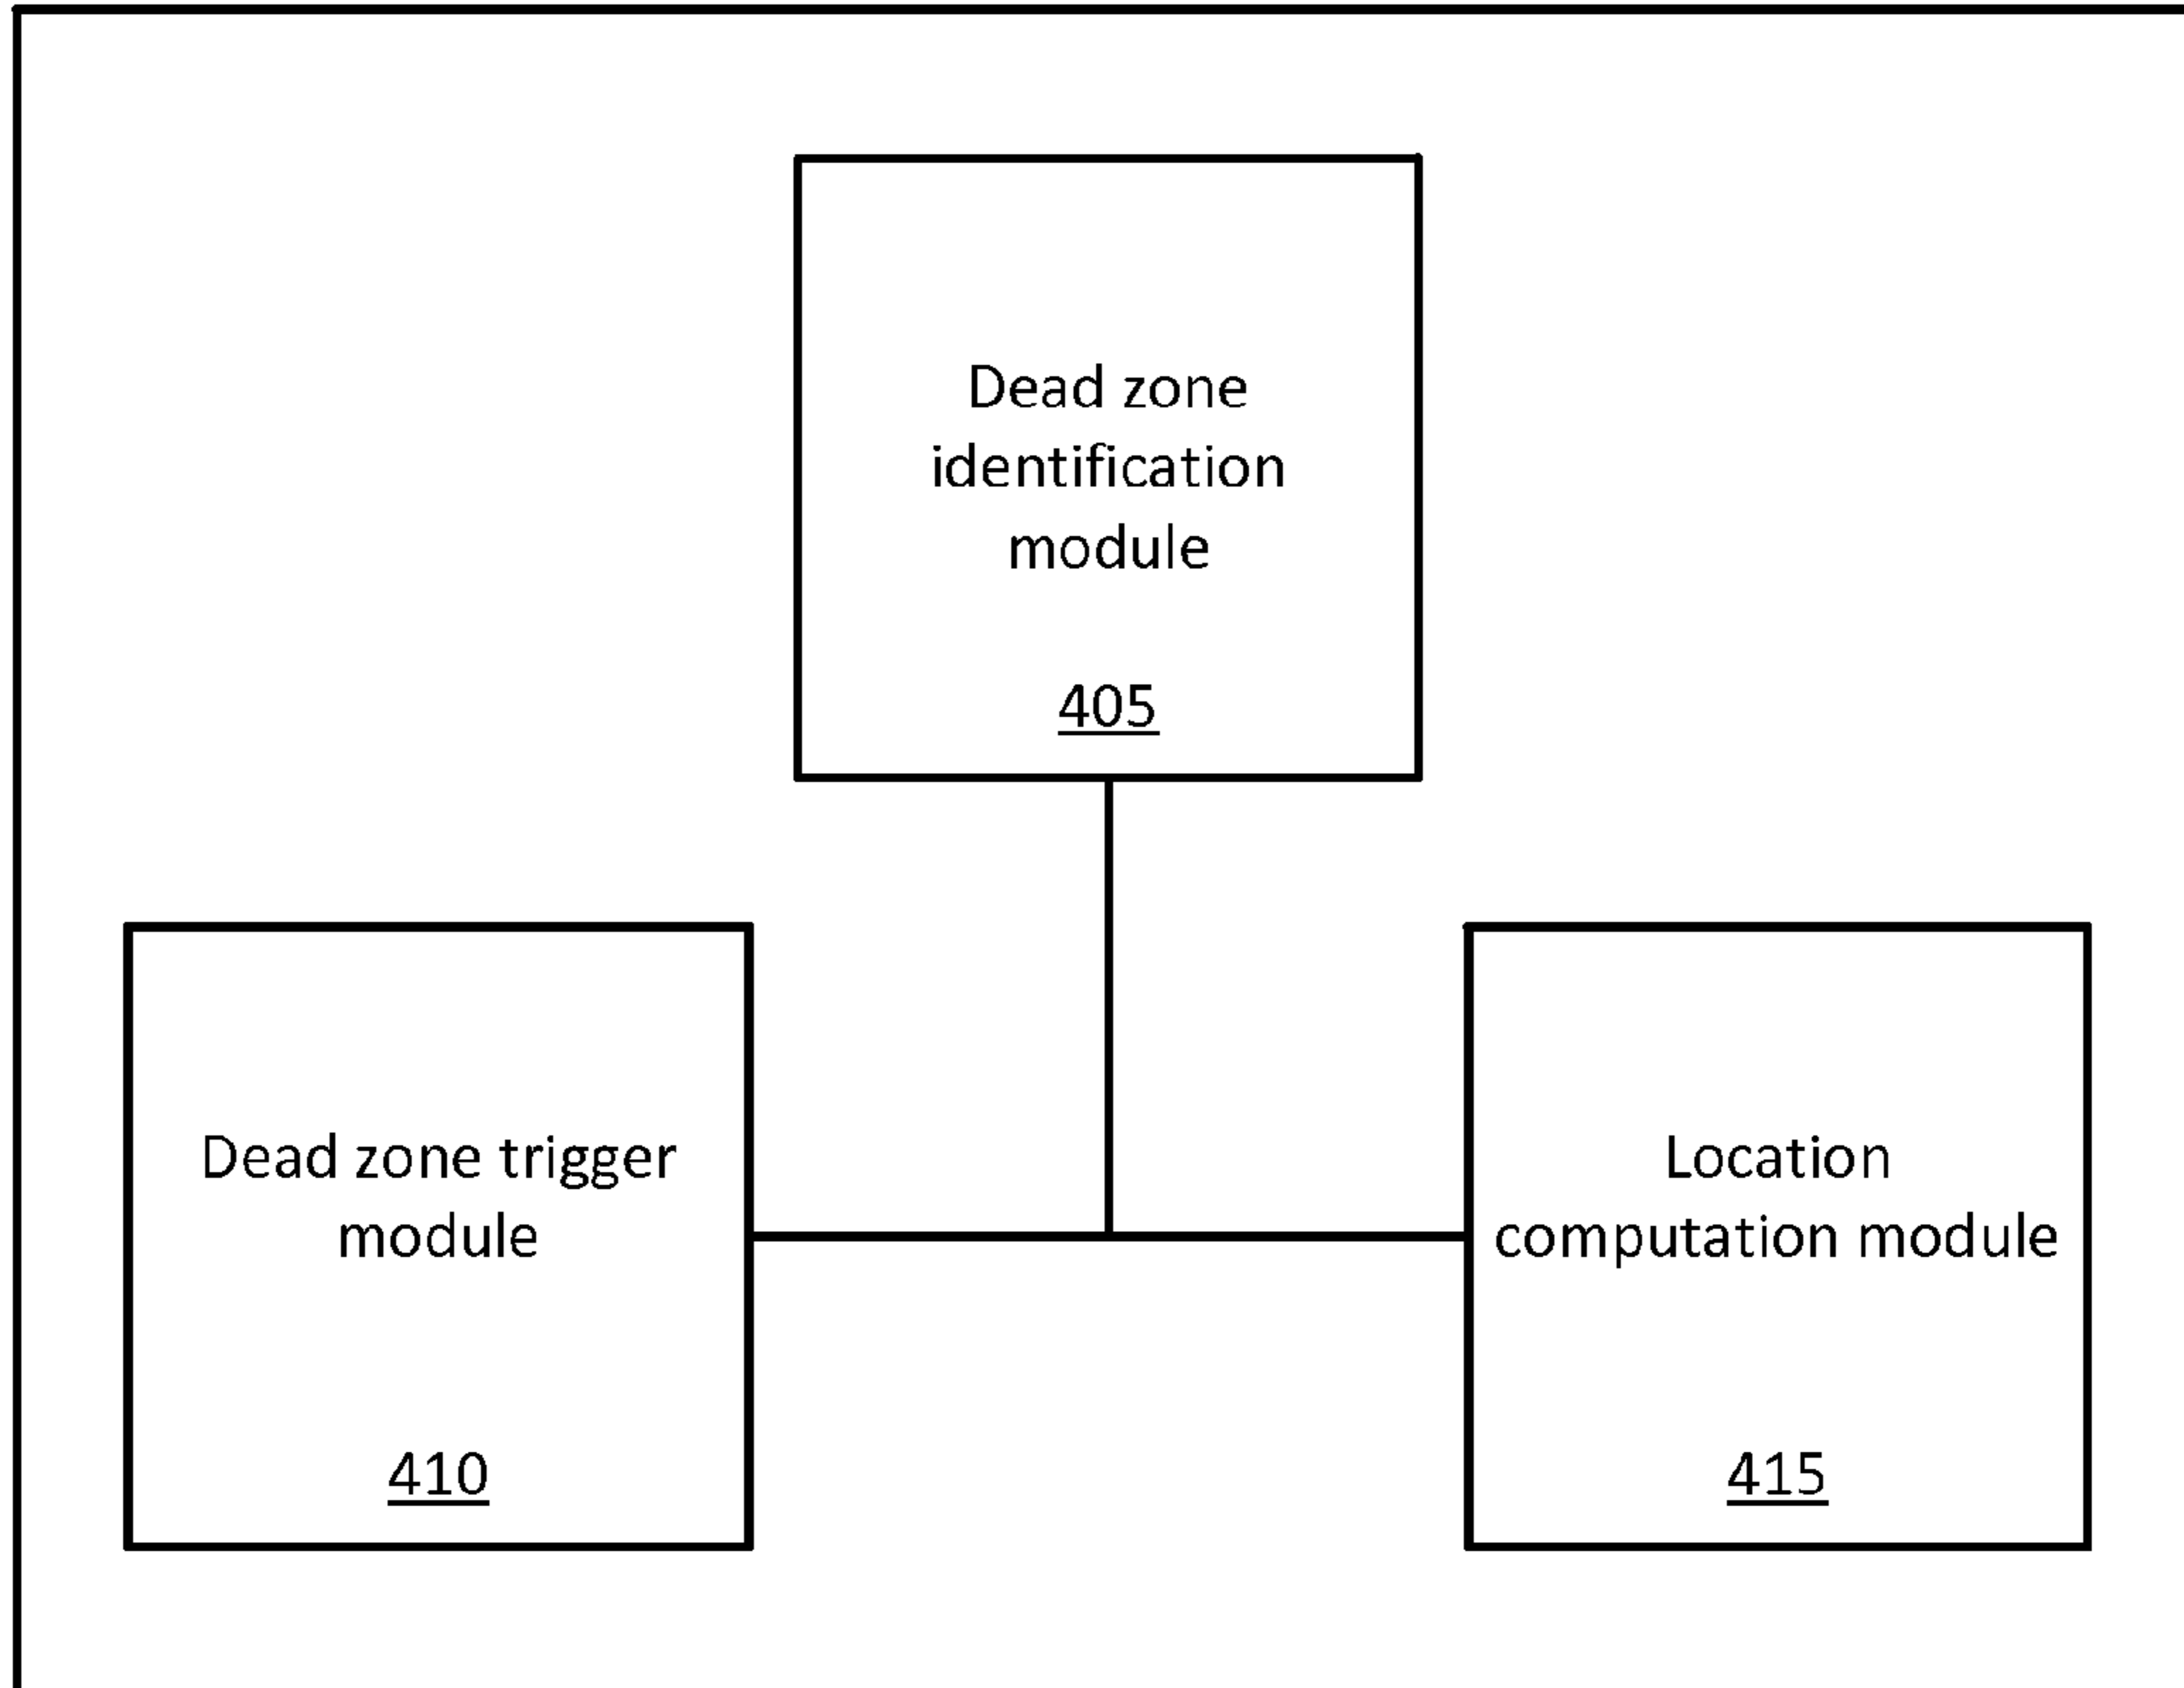 Dead zone
identification
module
405
Dead zone trigger
module
410
Location
computation module
415